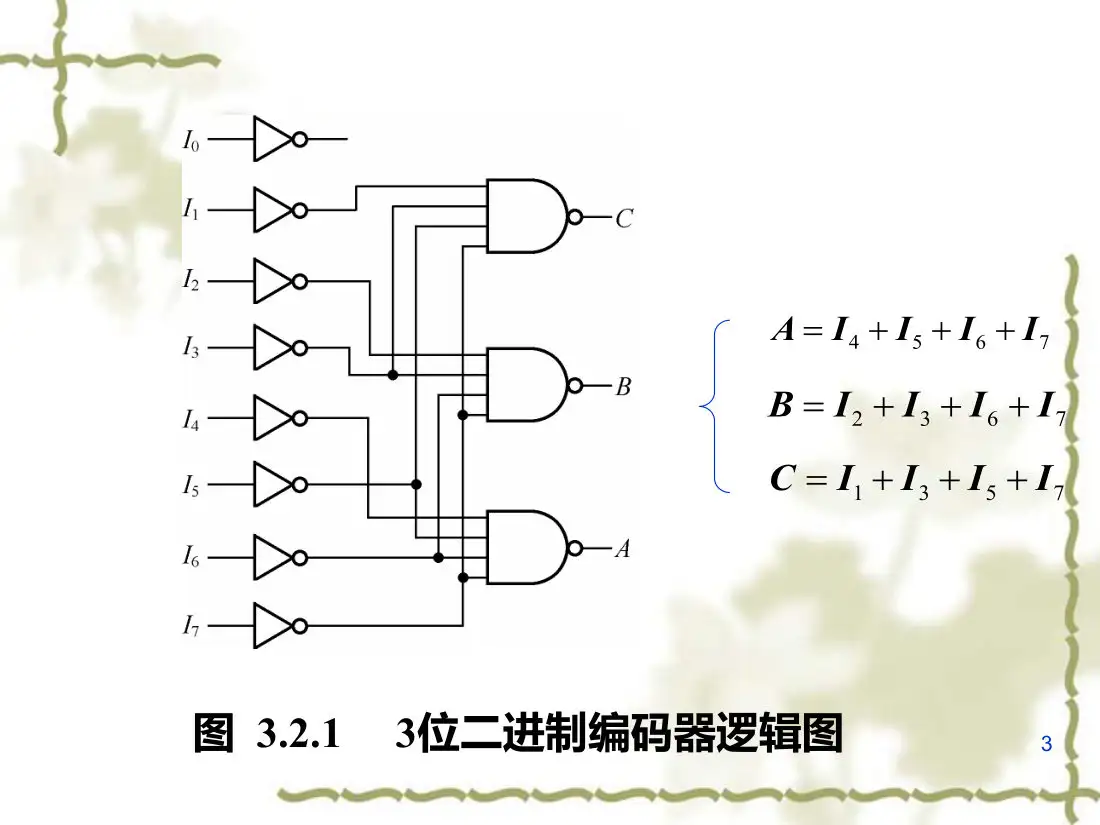 I₀
I₁
C
I₂
I₃
A = I₄ + I₅ + I₆ + I₇
B
I₄
B = I₂ + I₃ + I₆ + I₇
I₅
C = I₁ + I₃ + I₅ + I₇
I₆
A
I₇
图 3.2.1 3位二进制编码器逻辑图
3